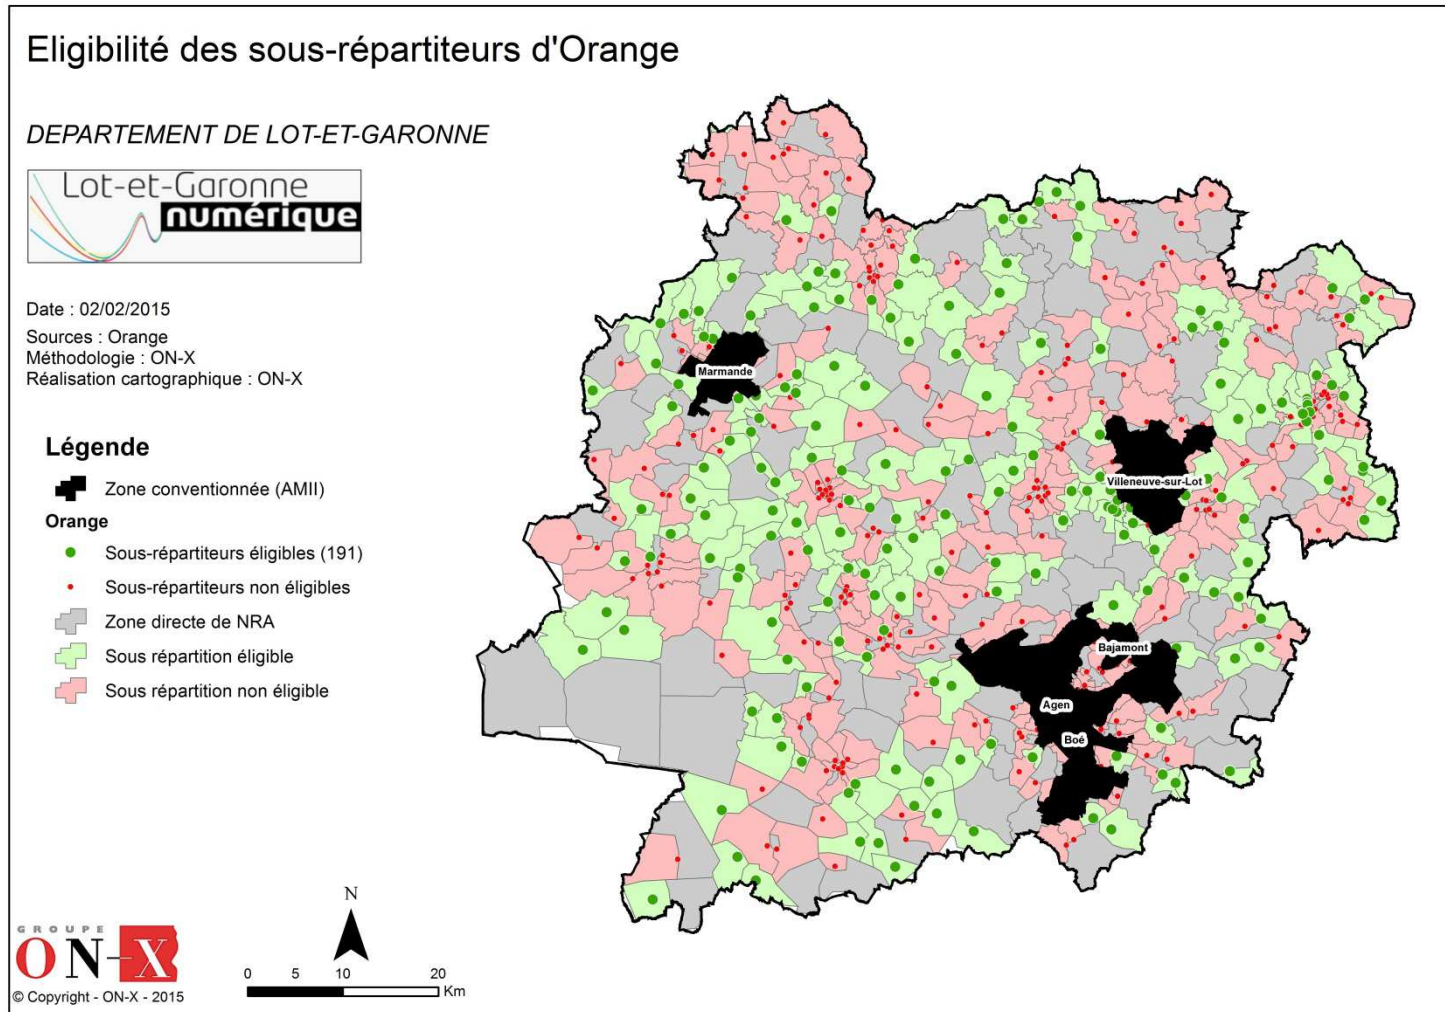 Eligibilité des sous-répartiteurs d'Orange
DEPARTEMENT DE LOT-ET-GARONNE
Lot-et-Garonne
numérique
Date : 02/02/2015
Sources : Orange
Méthodologie : ON-X
Réalisation cartographique : ON-X
Légende
Zone conventionnée (AMII)
Orange
Sous-répartiteurs éligibles (191)
Sous-répartiteurs non éligibles
Zone directe de NRA
Sous répartition éligible
Sous répartition non éligible
Marmande
Villeneuve-sur-Lot
Bajamont
Agen
Boé
GROUPE
ON-X
© Copyright - ON-X - 2015
N
0 5 10 20
Km